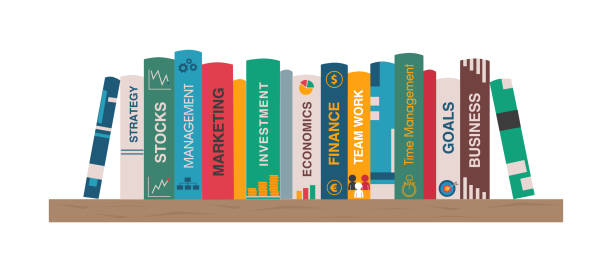 STRATEGY
STOCKS
MANAGEMENT
MARKETING
INVESTMENT
ECONOMICS
$
€
FINANCE
TEAM WORK
Time Management
GOALS
BUSINESS